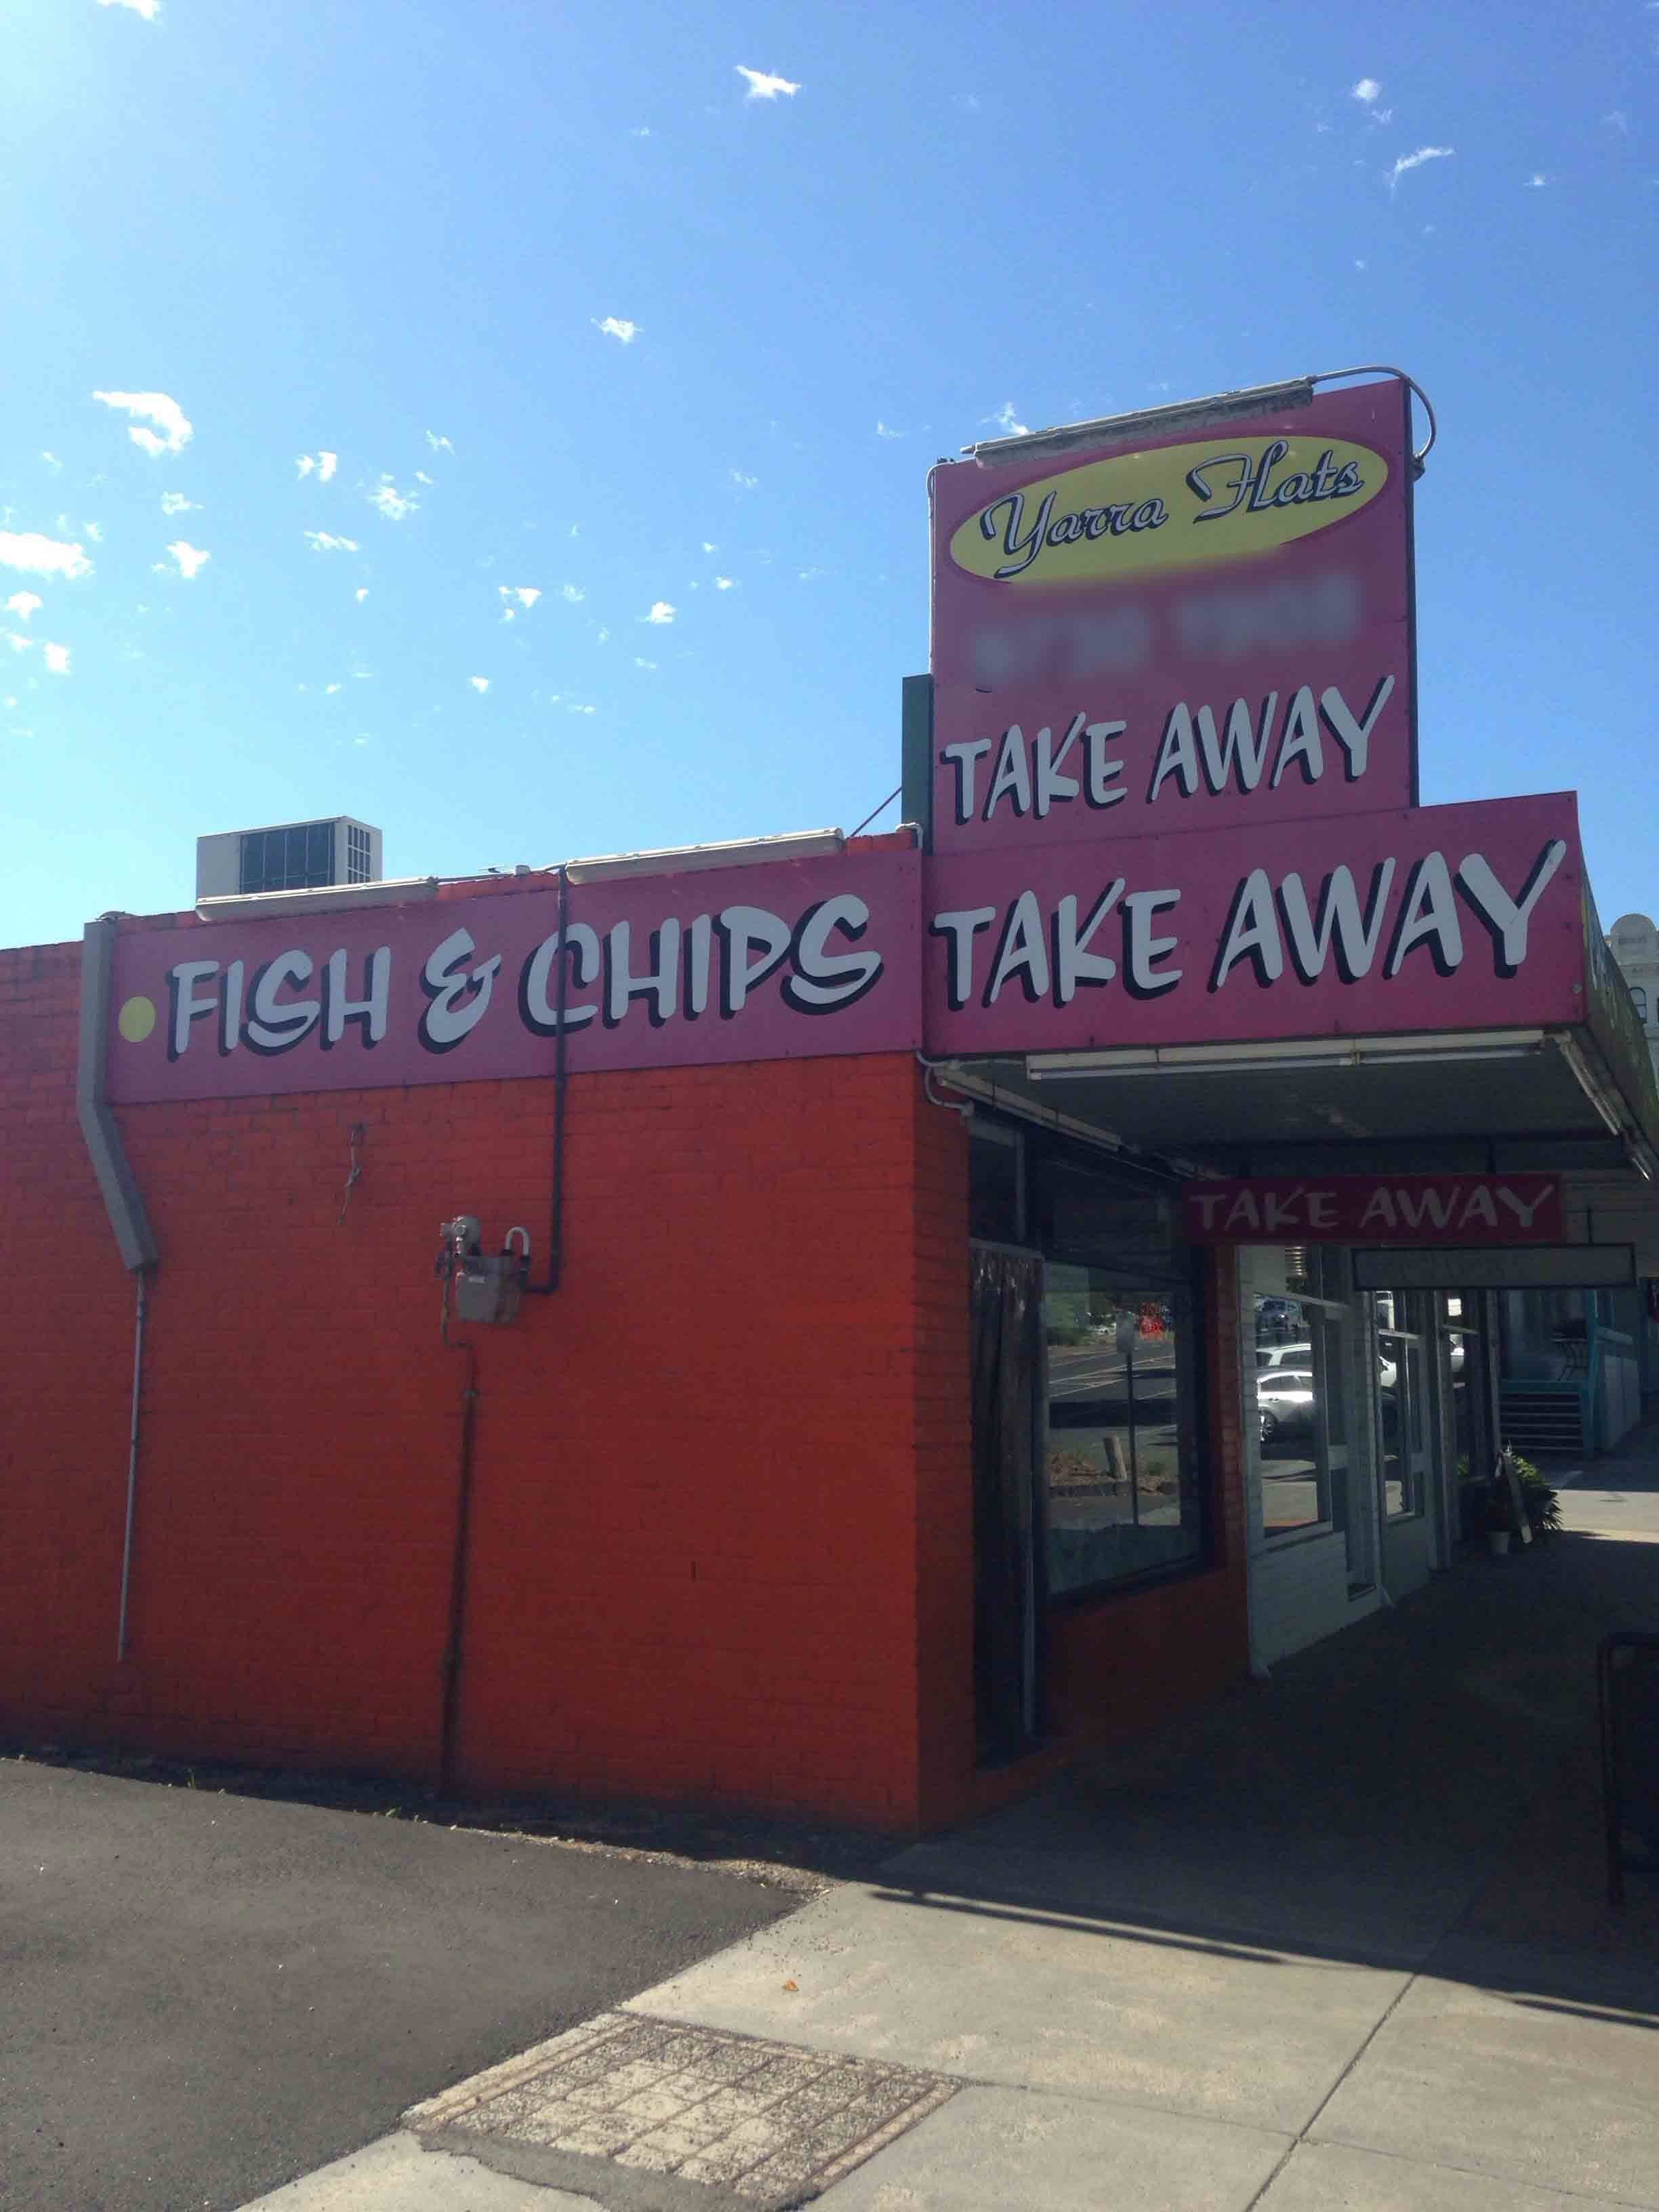 Yarra Flats
TAKE AWAY
FISH & CHIPS TAKE AWAY
TAKE AWAY